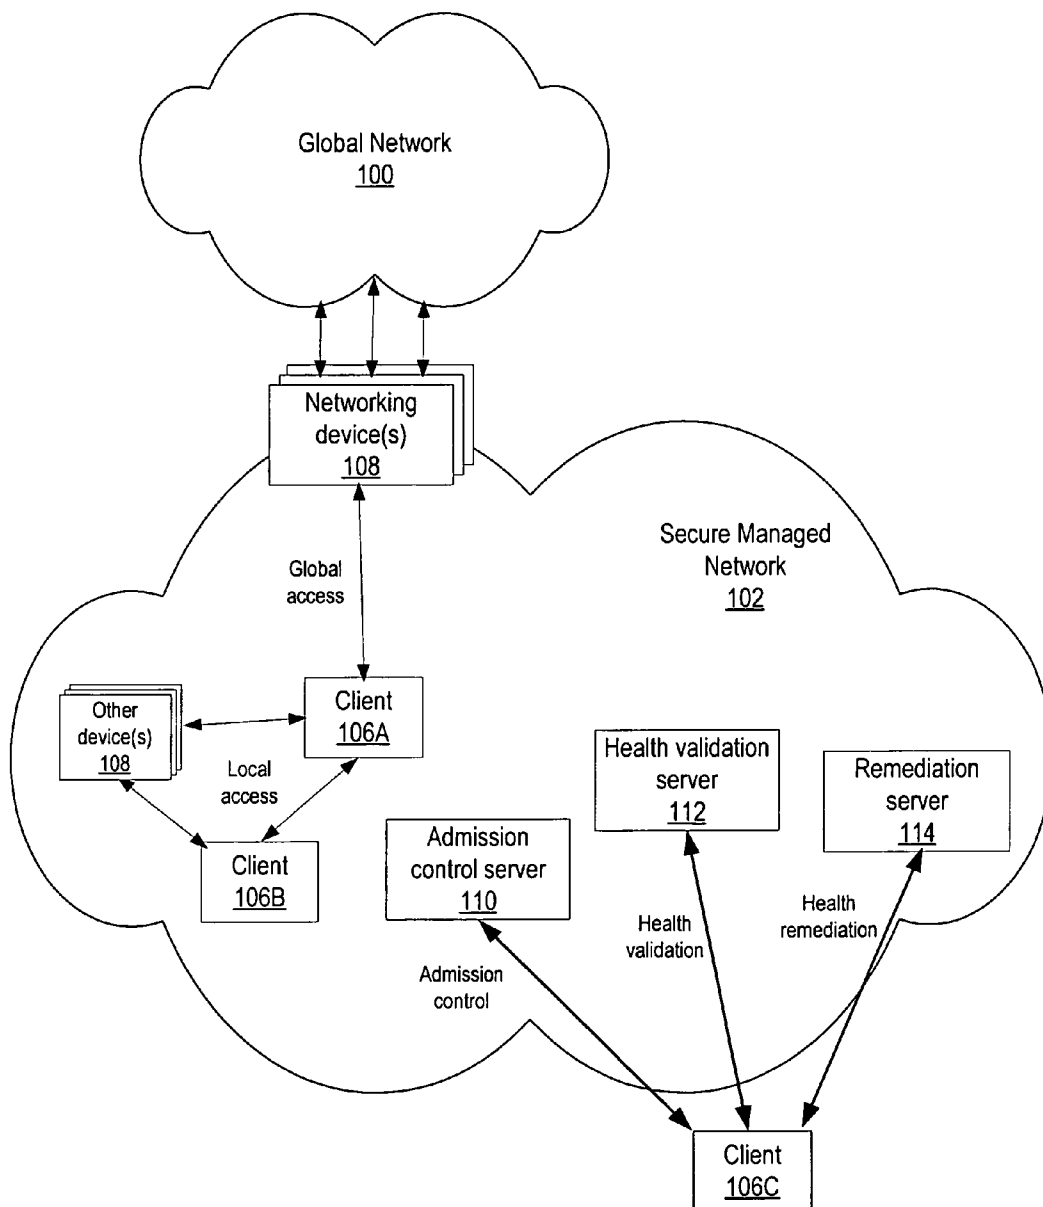 Global Network
100
Networking
device(s)
108
Secure Managed
Network
102
Global
access
Client
106A
Other
device(s)
108
Local
access
Client
106B
Health validation
server
112
Remediation
server
114
Admission
control server
110
Health
validation
Health
remediation
Admission
control
Client
106C